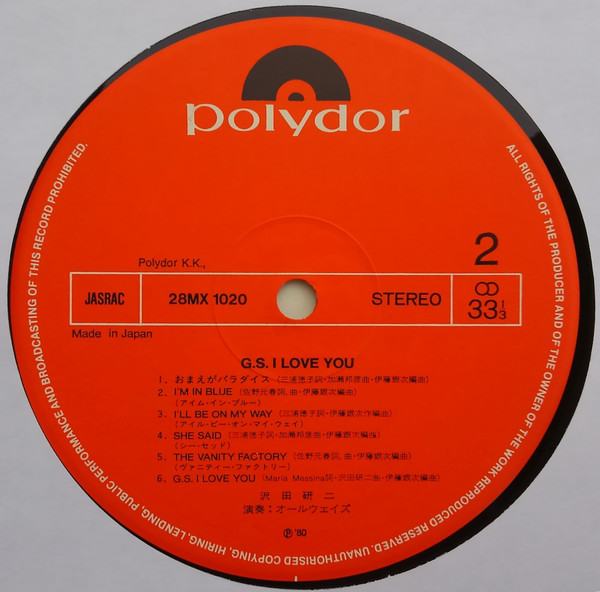 polydor
ALL RIGHTS OF THE PRODUCER AND OF THE OWNER OF THE WORK REPRODUCED RESERVED. UNAUTHORISED COPYING, HIRING, LENDING, PUBLIC PERFORMANCE AND BROADCASTING OF THIS RECORD PROHIBITED.
2
Polydor K.K.,
JASRAC 28MX 1020 STEREO 33 1/3
Made in Japan
G.S. I LOVE YOU
1. おまえがパラダイス (三浦徳子詞・加瀬邦彦曲・伊藤銀次編曲)
2. I'M IN BLUE (佐野元春詞、曲・伊藤銀次編曲)
(アイム・イン・ブルー)
3. I'LL BE ON MY WAY (三浦徳子詞・伊藤銀次作編曲)
(アイル・ビー・オン・マイ・ウェイ)
4. SHE SAID (三浦徳子詞・加瀬邦彦曲・伊藤銀次編曲)
(シー・セッド)
5. THE VANITY FACTORY (佐野元春詞、曲・伊藤銀次編曲)
(ヴァニティー・ファクトリー)
6. G.S. I LOVE YOU (Maria Messina詞・沢田研二曲・伊藤銀次編曲)
沢田研二
演奏:オールウェイズ
Ⓟ '80